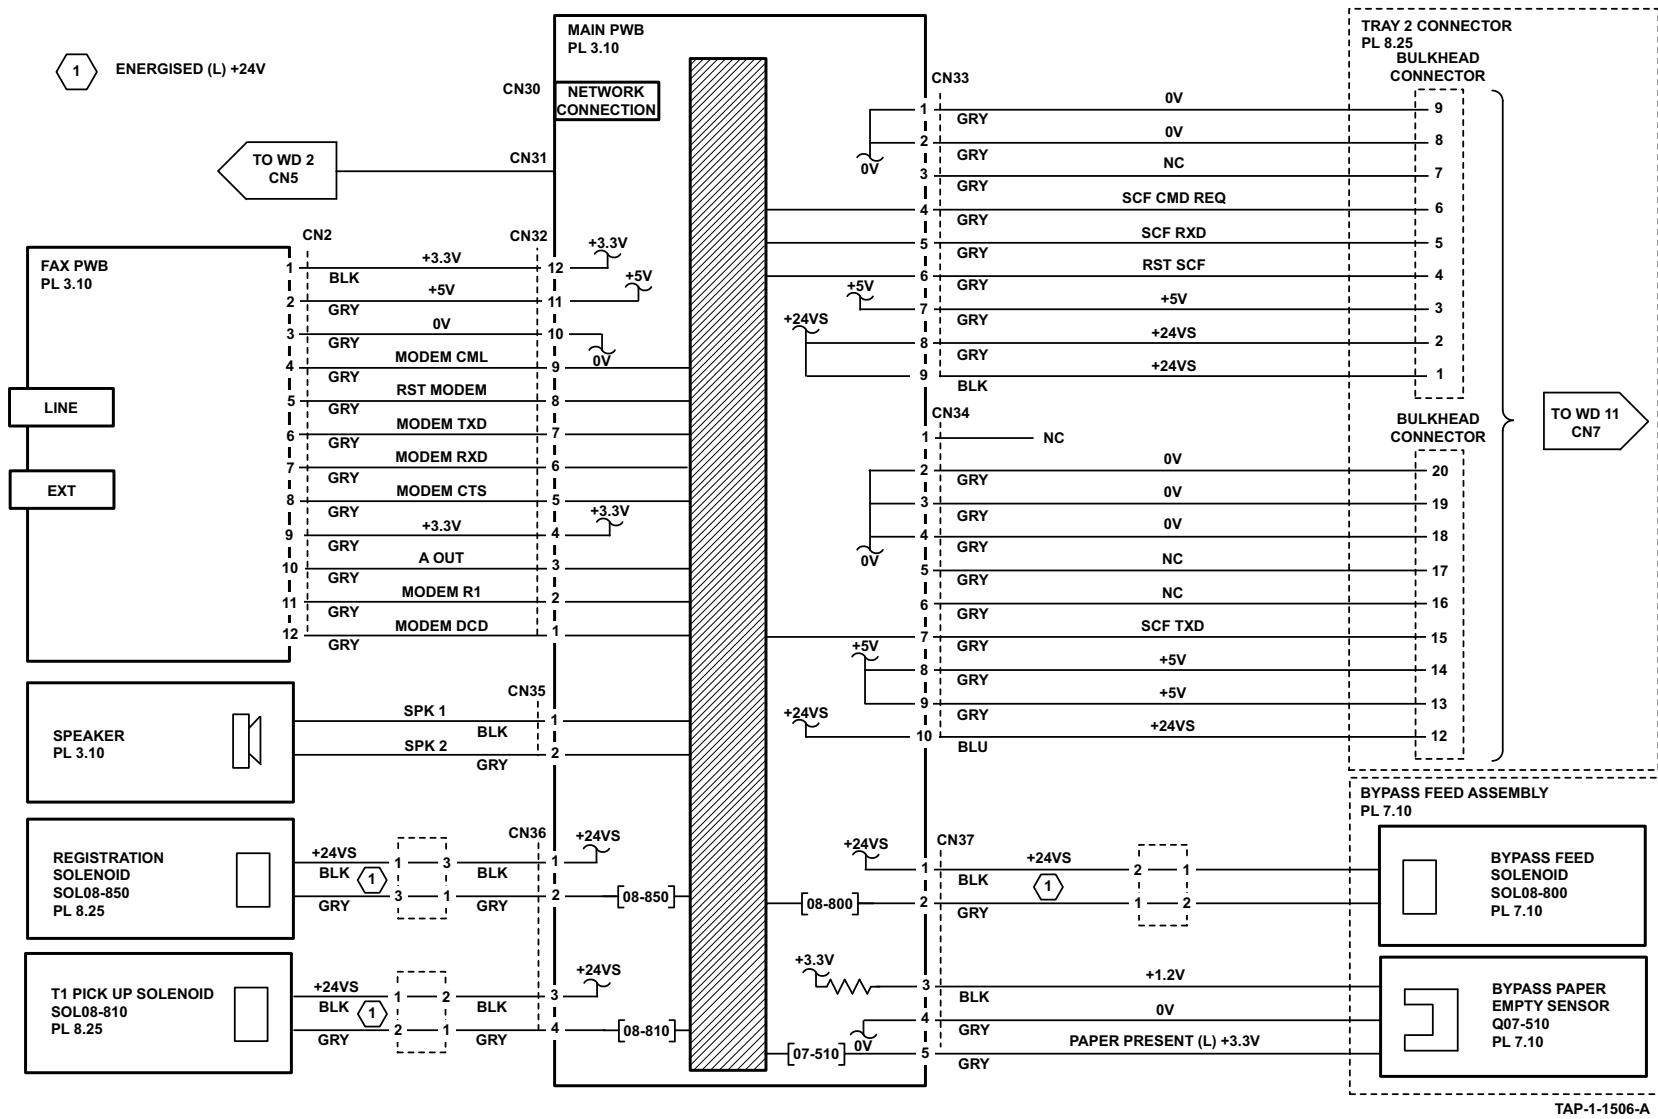 1
ENERGISED (L) +24V
MAIN PWB
PL 3.10
CN30
NETWORK
CONNECTION
TO WD 2
CN5
CN31
FAX PWB
PL 3.10
LINE
EXT
CN2
CN32
1
+3.3V
BLK
12
+3.3V
2
+5V
GRY
11
+5V
3
0V
GRY
10
0V
4
MODEM CML
GRY
9
5
RST MODEM
GRY
8
6
MODEM TXD
GRY
7
7
MODEM RXD
GRY
6
8
MODEM CTS
GRY
5
9
+3.3V
GRY
4
+3.3V
10
A OUT
GRY
3
11
MODEM R1
GRY
2
12
MODEM DCD
GRY
1
SPEAKER
PL 3.10
CN35
SPK 1
BLK
1
SPK 2
GRY
2
REGISTRATION
SOLENOID
SOL08-850
PL 8.25
CN36
+24VS
BLK
1
1
3
BLK
1
+24VS
GRY
3
1
GRY
2
[08-850]
T1 PICK UP SOLENOID
SOL08-810
PL 8.25
+24VS
BLK
1
1
2
BLK
3
+24VS
GRY
2
1
GRY
4
[08-810]
TRAY 2 CONNECTOR
PL 8.25
BULKHEAD
CONNECTOR
CN33
1
GRY
0V
9
2
GRY
0V
8
0V
3
GRY
NC
7
4
GRY
SCF CMD REQ
6
5
GRY
SCF RXD
5
6
GRY
RST SCF
4
+5V
7
GRY
+5V
3
+24VS
8
GRY
+24VS
2
9
BLK
+24VS
1
TO WD 11
CN7
CN34
BULKHEAD
CONNECTOR
1
NC
2
GRY
0V
20
3
GRY
0V
19
4
GRY
0V
18
0V
5
GRY
NC
17
6
GRY
NC
16
7
GRY
SCF TXD
15
+5V
8
GRY
+5V
14
9
GRY
+5V
13
+24VS
10
BLU
+24VS
12
BYPASS FEED ASSEMBLY
PL 7.10
CN37
+24VS
1
BLK
+24VS
1
2
1
[08-800]
2
GRY
1
2
BYPASS FEED
SOLENOID
SOL08-800
PL 7.10
+3.3V
3
BLK
+1.2V
0V
4
GRY
0V
[07-510]
5
GRY
PAPER PRESENT (L) +3.3V
BYPASS PAPER
EMPTY SENSOR
Q07-510
PL 7.10
TAP-1-1506-A